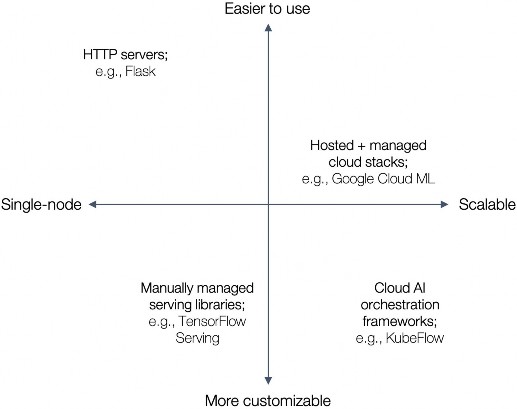 Easier to use
HTTP servers;
e.g., Flask
Hosted + managed
cloud stacks;
e.g., Google Cloud ML
Single-node
Scalable
Manually managed
serving libraries;
e.g., TensorFlow
Serving
Cloud AI
orchestration
frameworks;
e.g., KubeFlow
More customizable